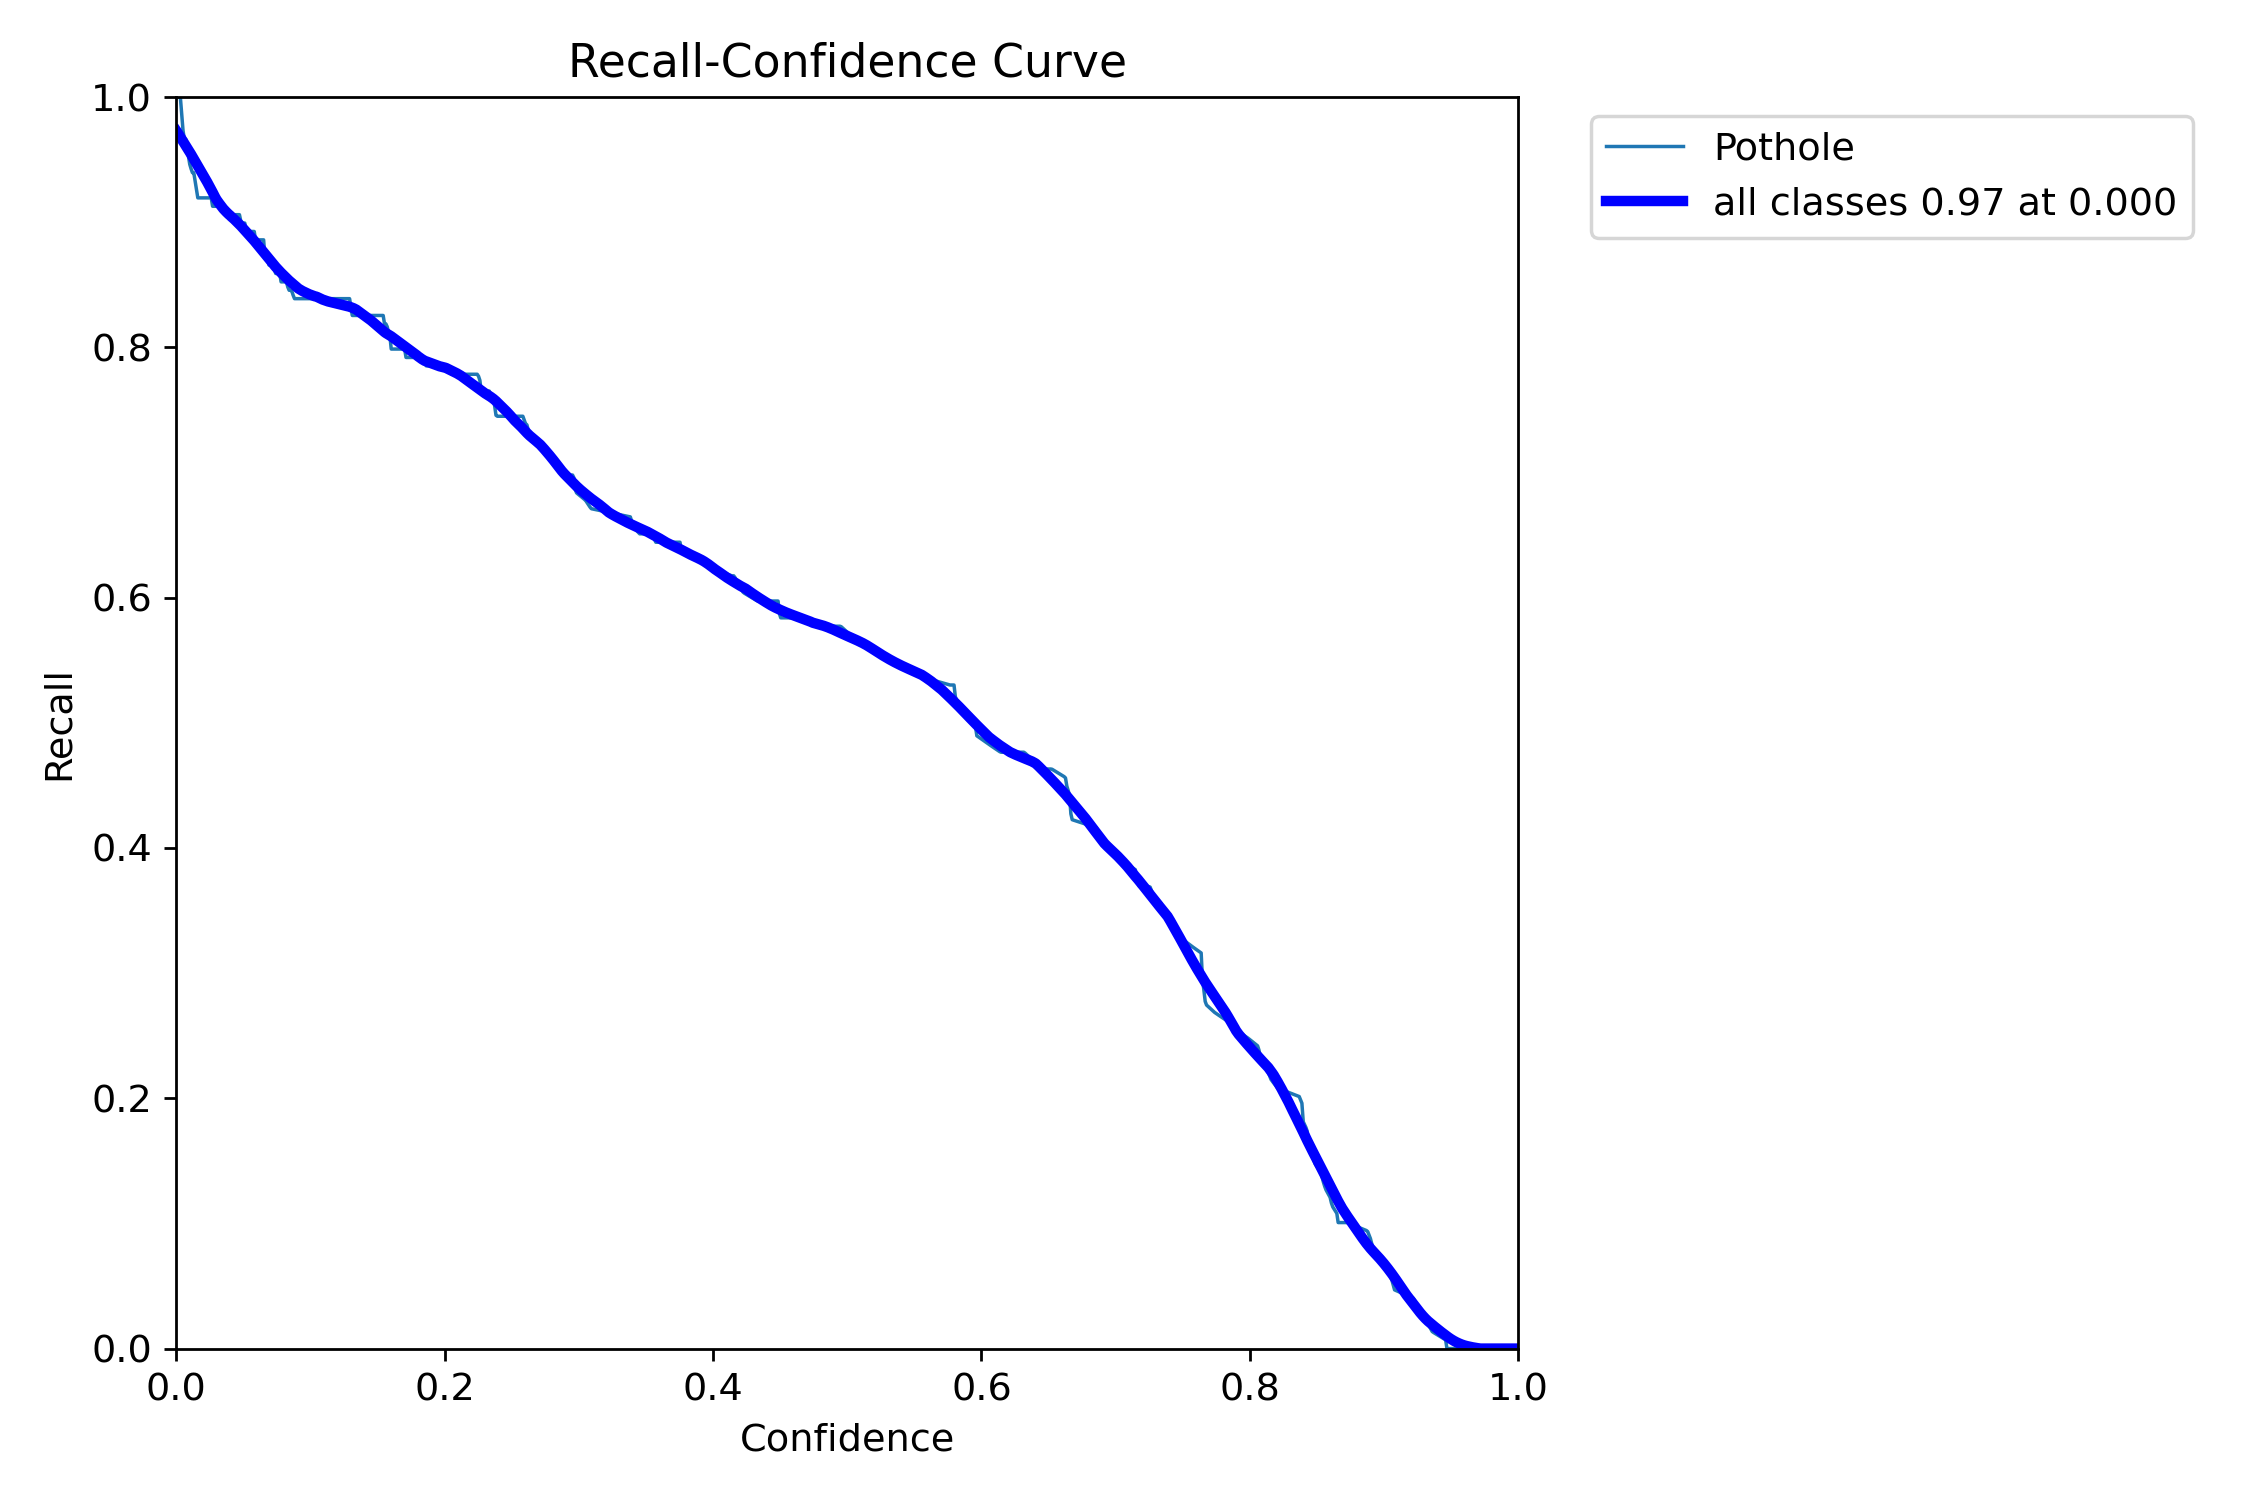 Recall-Confidence Curve
1.0
0.8
0.6
0.4
0.2
0.0
Recall
0.0 0.2 0.4 0.6 0.8 1.0
Confidence
Pothole
all classes 0.97 at 0.000